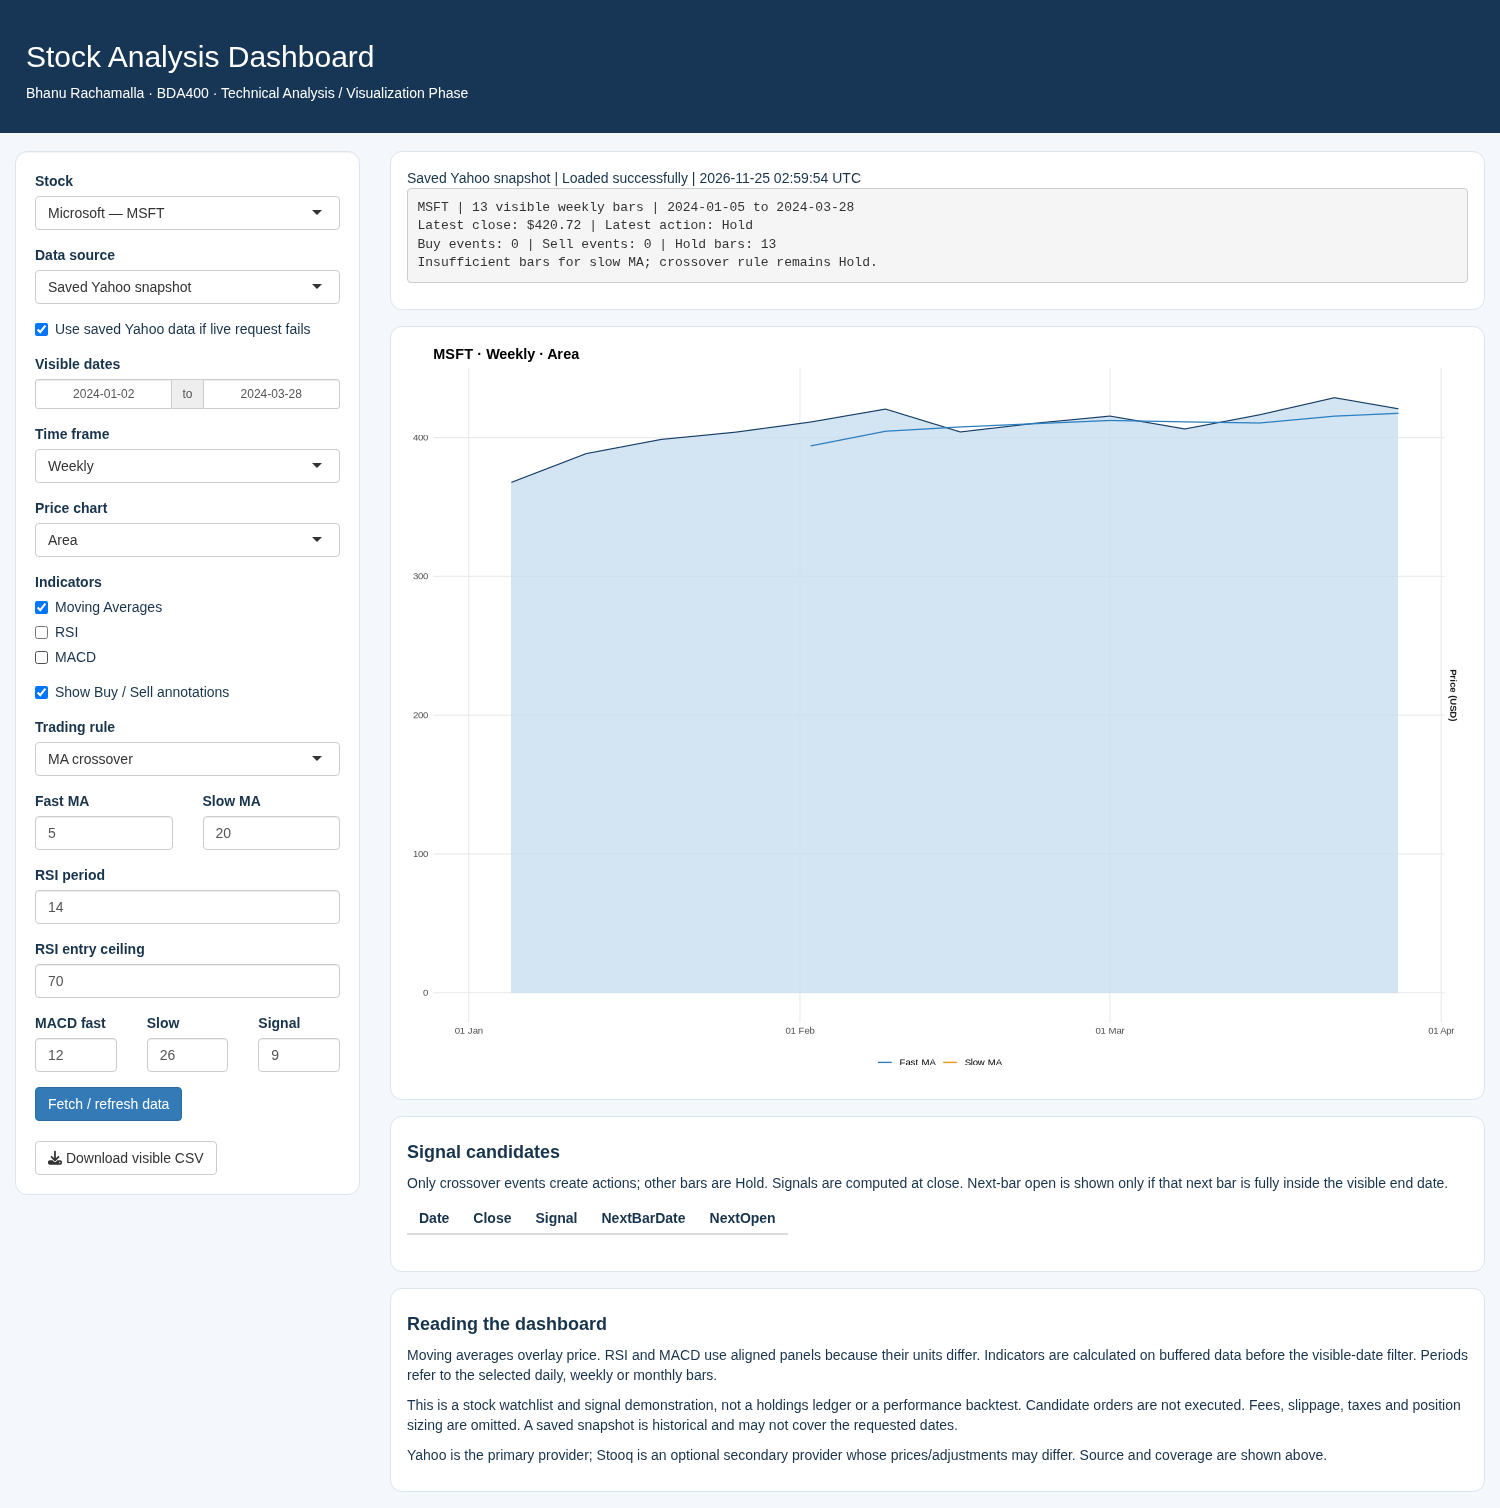 Stock Analysis Dashboard
Bhanu Rachamalla · BDA400 · Technical Analysis / Visualization Phase
Stock
Microsoft — MSFT
Data source
Saved Yahoo snapshot
Use saved Yahoo data if live request fails
Visible dates
2024-01-02 to 2024-03-28
Time frame
Weekly
Price chart
Area
Indicators
Moving Averages
RSI
MACD
Show Buy / Sell annotations
Trading rule
MA crossover
Fast MA Slow MA
5 20
RSI period
14
RSI entry ceiling
70
MACD fast Slow Signal
12 26 9
Fetch / refresh data
Download visible CSV
Saved Yahoo snapshot | Loaded successfully | 2026-11-25 02:59:54 UTC
MSFT | 13 visible weekly bars | 2024-01-05 to 2024-03-28
Latest close: $420.72 | Latest action: Hold
Buy events: 0 | Sell events: 0 | Hold bars: 13
Insufficient bars for slow MA; crossover rule remains Hold.
MSFT · Weekly · Area
400
300
200
100
0
Price (USD)
01 Jan 01 Feb 01 Mar 01 Apr
Fast MA Slow MA
Signal candidates
Only crossover events create actions; other bars are Hold. Signals are computed at close. Next-bar open is shown only if that next bar is fully inside the visible end date.
Date Close Signal NextBarDate NextOpen
Reading the dashboard
Moving averages overlay price. RSI and MACD use aligned panels because their units differ. Indicators are calculated on buffered data before the visible-date filter. Periods
refer to the selected daily, weekly or monthly bars.
This is a stock watchlist and signal demonstration, not a holdings ledger or a performance backtest. Candidate orders are not executed. Fees, slippage, taxes and position
sizing are omitted. A saved snapshot is historical and may not cover the requested dates.
Yahoo is the primary provider; Stooq is an optional secondary provider whose prices/adjustments may differ. Source and coverage are shown above.